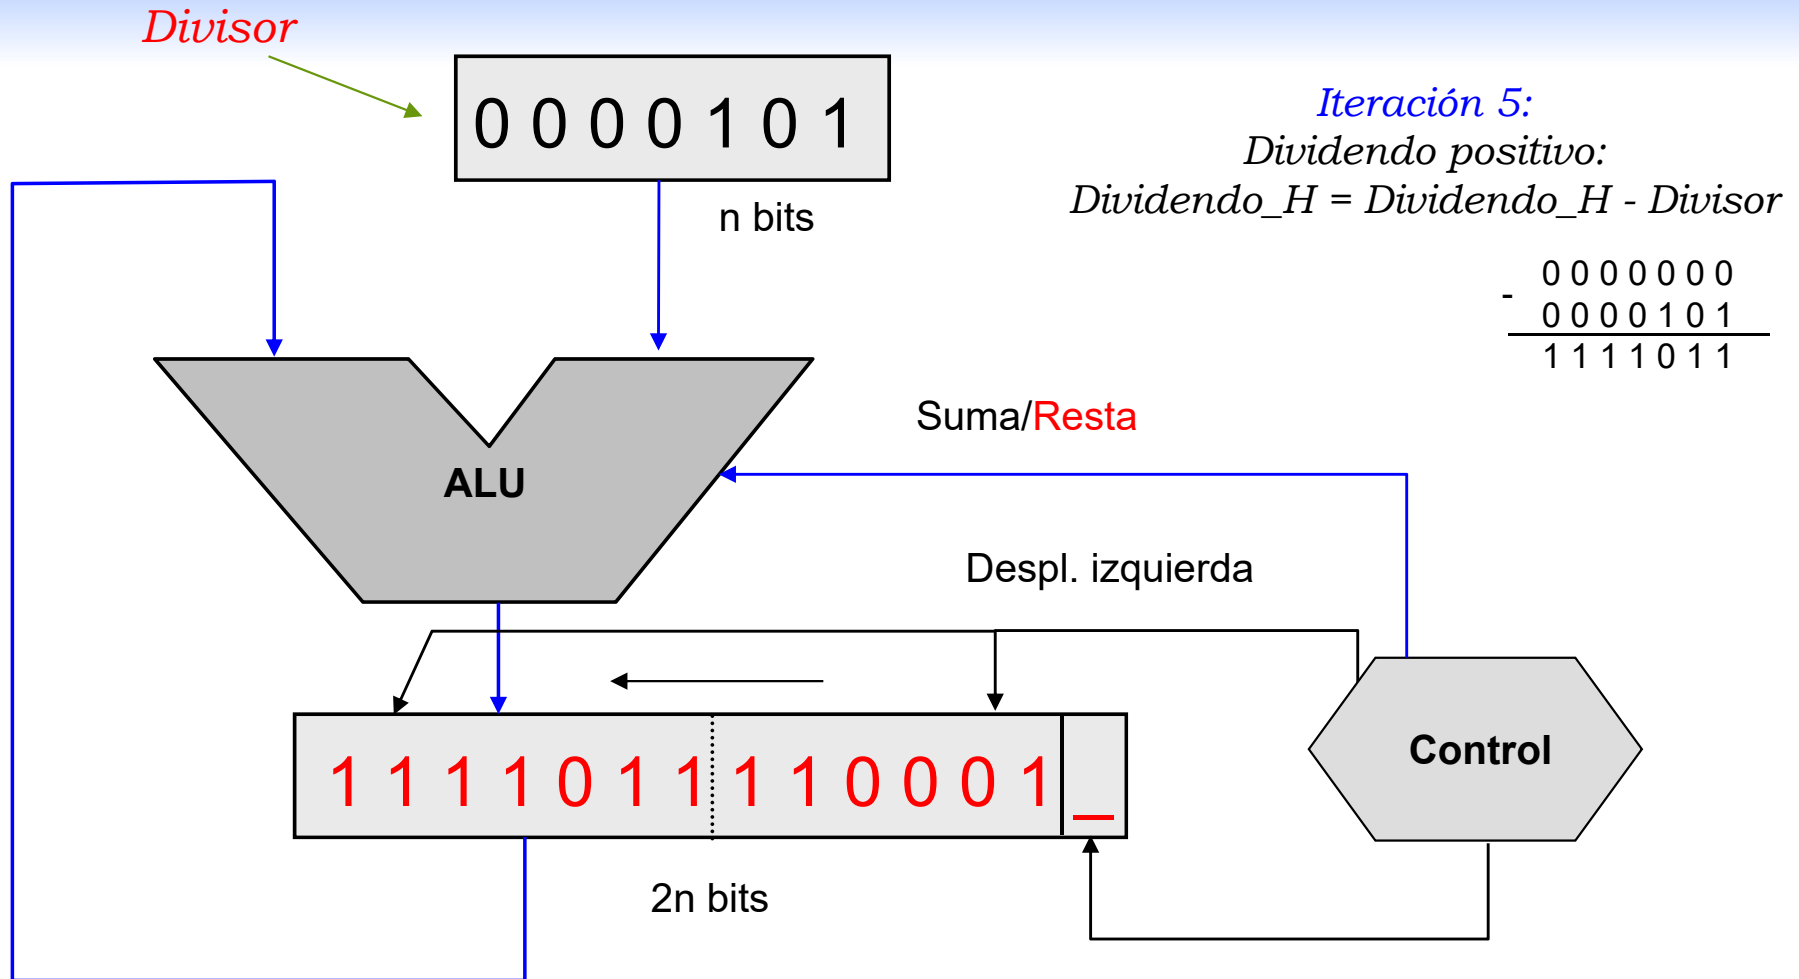 Divisor
0 0 0 0 1 0 1
n bits
Iteración 5:
Dividendo positivo:
Dividendo_H = Dividendo_H - Divisor
0 0 0 0 0 0 0
-
0 0 0 0 1 0 1
1 1 1 1 0 1 1
Suma/Resta
ALU
Despl. izquierda
1 1 1 1 0 1 1 1 1 0 0 0 1 _
Control
2n bits